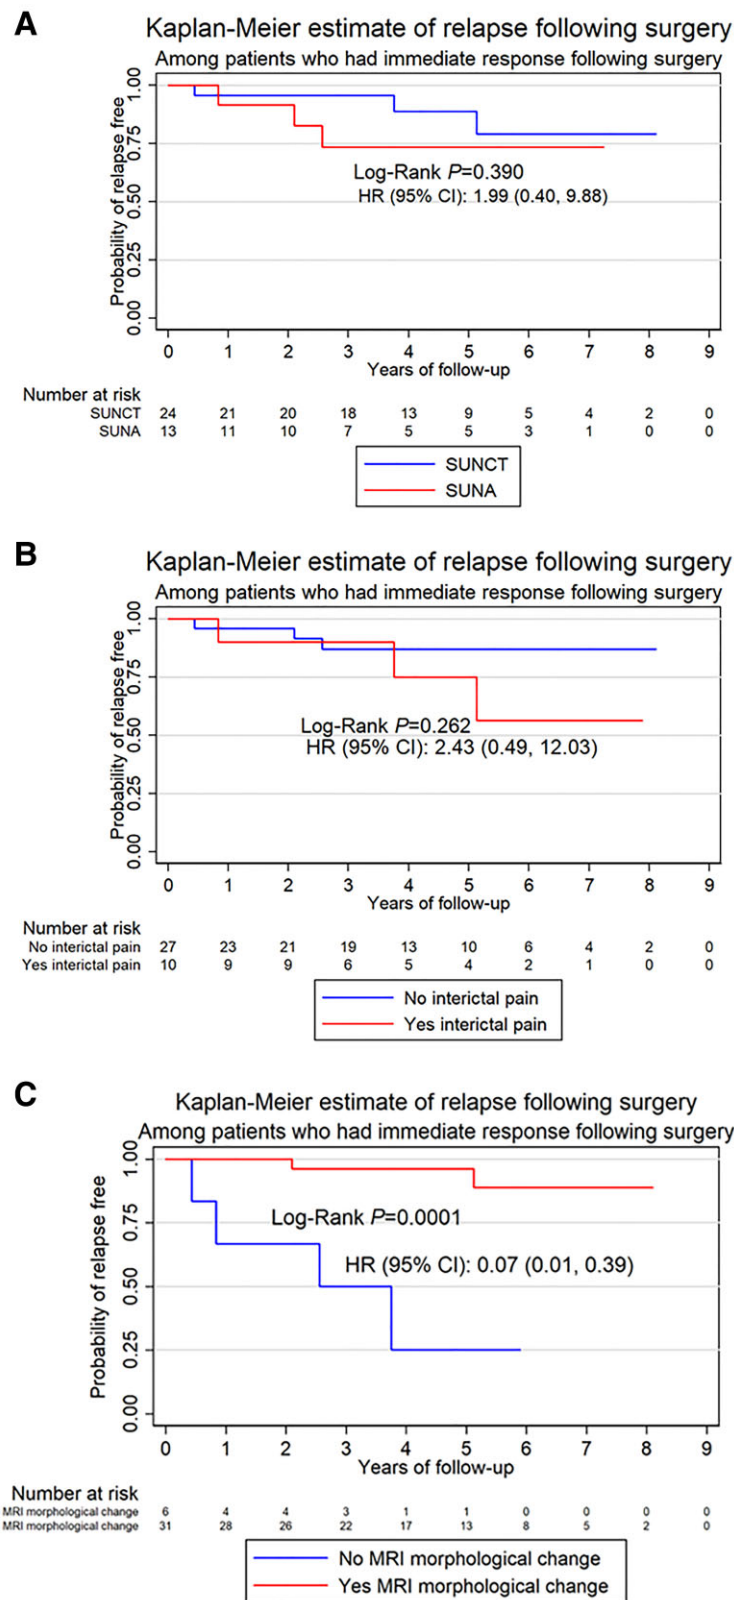 A
Kaplan-Meier estimate of relapse following surgery
Among patients who had immediate response following surgery
Probability of relapse free
1.00
0.75
0.50
0.25
0.00
Log-Rank P=0.390
HR (95% CI): 1.99 (0.40, 9.88)
0 1 2 3 4 5 6 7 8 9
Years of follow-up
Number at risk
SUNCT 24 21 20 18 13 9 5 4 2 0
SUNA 13 11 10 7 5 5 3 1 0 0
SUNCT
SUNA
B
Kaplan-Meier estimate of relapse following surgery
Among patients who had immediate response following surgery
Probability of relapse free
1.00
0.75
0.50
0.25
0.00
Log-Rank P=0.262
HR (95% CI): 2.43 (0.49, 12.03)
0 1 2 3 4 5 6 7 8 9
Years of follow-up
Number at risk
No interictal pain 27 23 21 19 13 10 6 4 2 0
Yes interictal pain 10 9 9 6 5 4 2 1 0 0
No interictal pain
Yes interictal pain
C
Kaplan-Meier estimate of relapse following surgery
Among patients who had immediate response following surgery
Probability of relapse free
1.00
0.75
0.50
0.25
0.00
Log-Rank P=0.0001
HR (95% CI): 0.07 (0.01, 0.39)
0 1 2 3 4 5 6 7 8 9
Years of follow-up
Number at risk
MRI morphological change 6 4 4 3 1 1 0 0 0 0
MRI morphological change 31 28 26 22 17 13 8 5 2 0
No MRI morphological change
Yes MRI morphological change